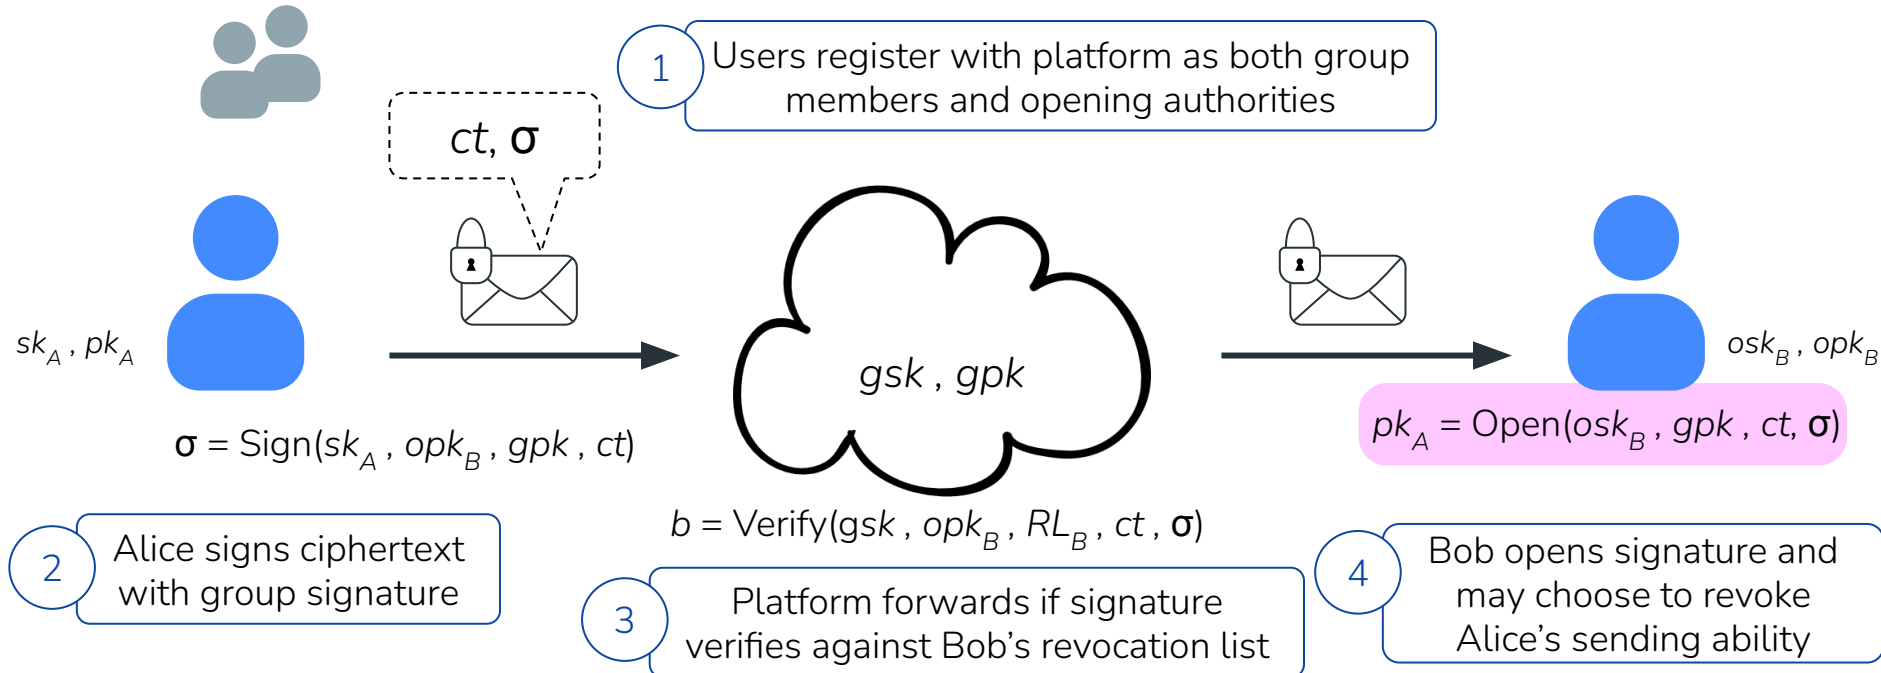 1
Users register with platform as both group
members and opening authorities
ct, σ
sk_A , pk_A
gsk , gpk
osk_B , opk_B
σ = Sign(sk_A , opk_B , gpk , ct)
pk_A = Open(osk_B , gpk , ct, σ)
b = Verify(gsk , opk_B , RL_B , ct , σ)
2
Alice signs ciphertext
with group signature
3
Platform forwards if signature
verifies against Bob's revocation list
4
Bob opens signature and
may choose to revoke
Alice's sending ability